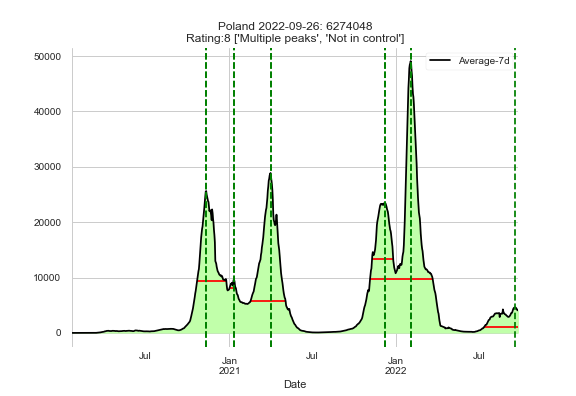 Poland 2022-09-26: 6274048
Rating:8 ['Multiple peaks', 'Not in control']
Average-7d
50000
40000
30000
20000
10000
0
Jul
Jan
2021
Jul
Jan
2022
Jul
Date